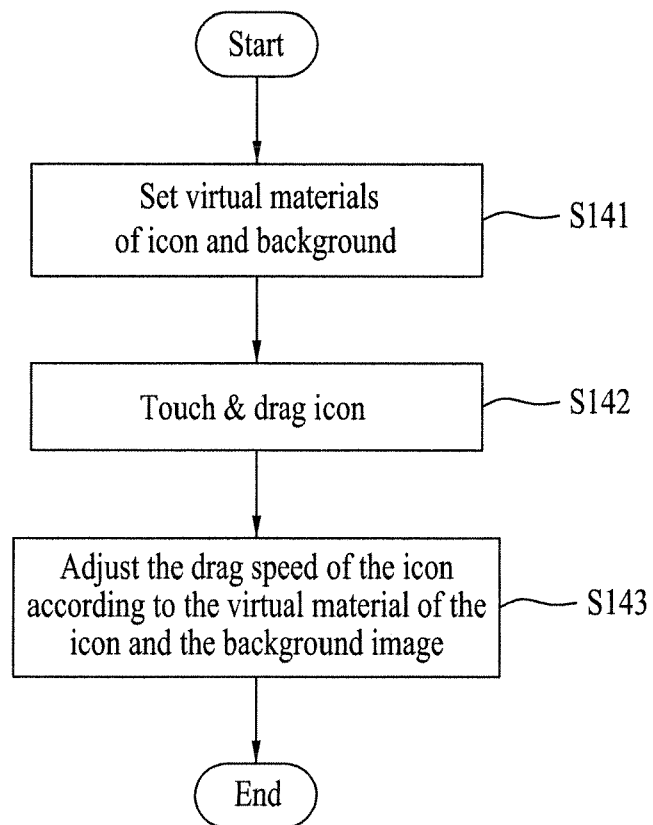 Start
Set virtual materials
of icon and background
S141
Touch & drag icon
S142
Adjust the drag speed of the icon
according to the virtual material of the
icon and the background image
S143
End